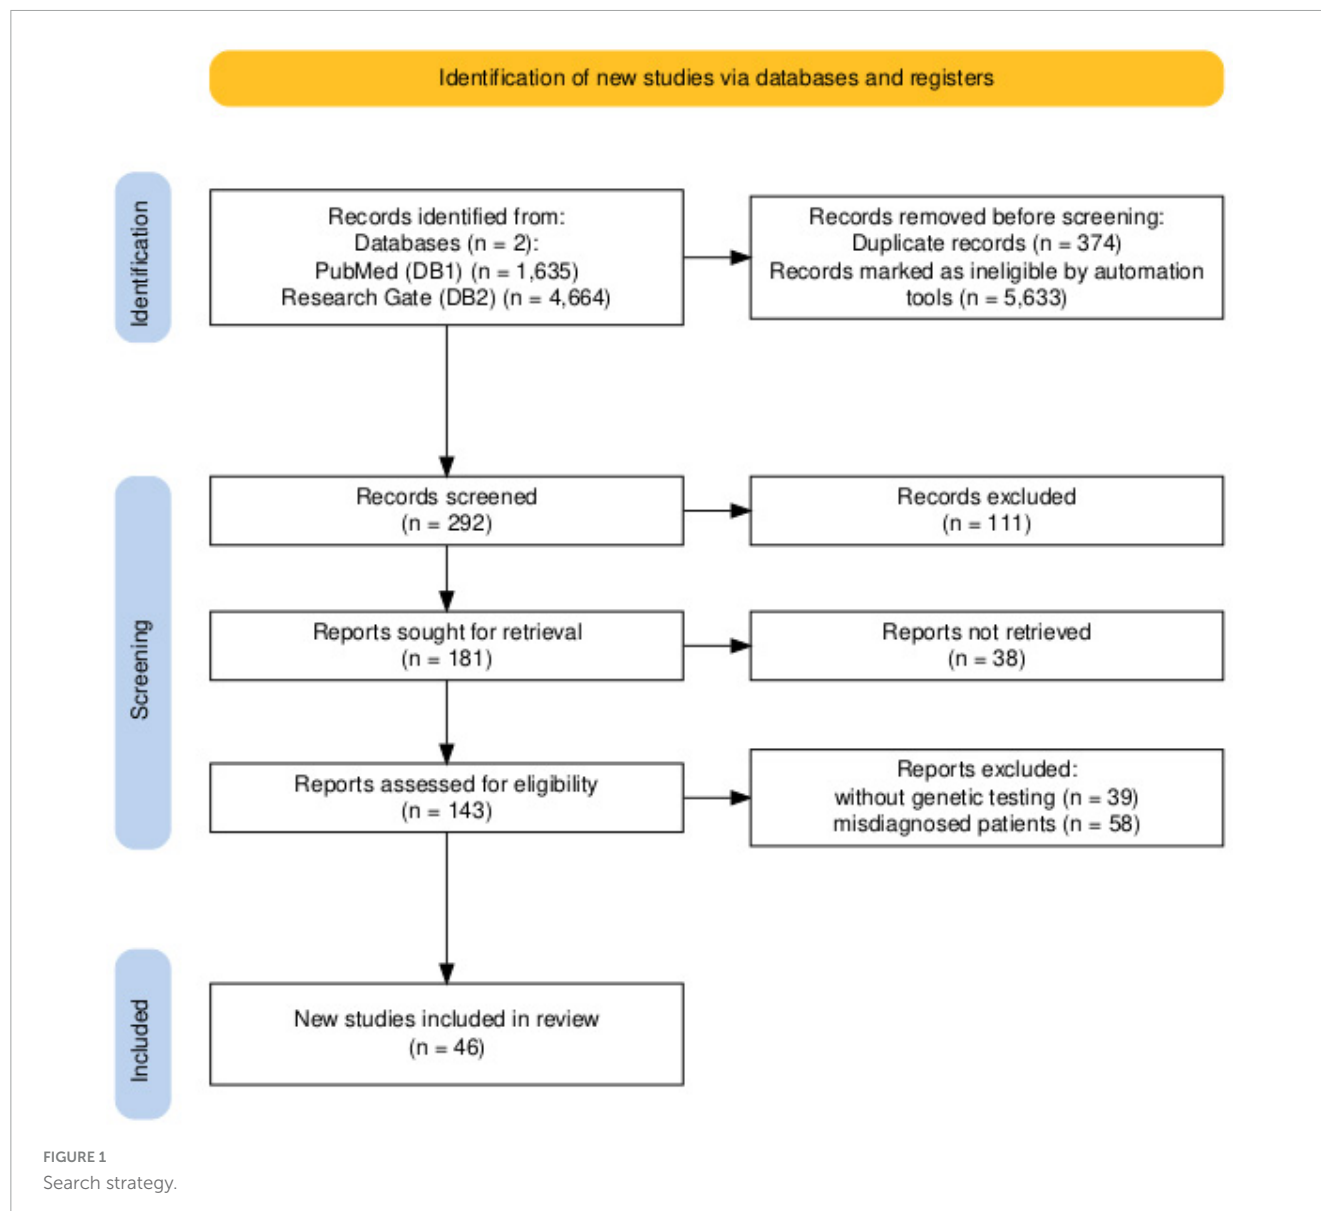 Identification of new studies via databases and registers
Identification
Records identified from:
Databases (n = 2):
PubMed (DB1) (n = 1,635)
Research Gate (DB2) (n = 4,664)
Records removed before screening:
Duplicate records (n = 374)
Records marked as ineligible by automation
tools (n = 5,633)
Screening
Records screened
(n = 292)
Records excluded
(n = 111)
Reports sought for retrieval
(n = 181)
Reports not retrieved
(n = 38)
Reports assessed for eligibility
(n = 143)
Reports excluded:
without genetic testing (n = 39)
misdiagnosed patients (n = 58)
Included
New studies included in review
(n = 46)
FIGURE 1
Search strategy.